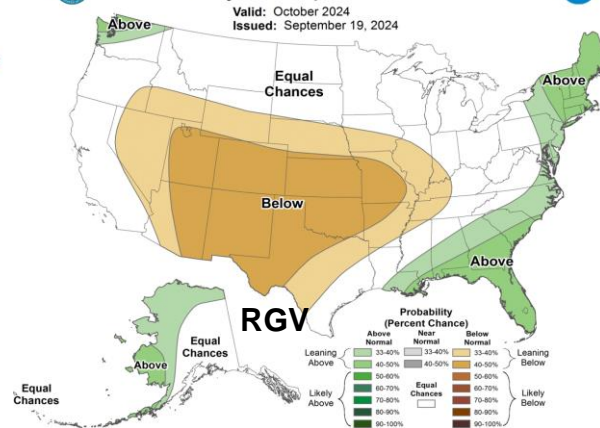 Valid: October 2024
Issued: September 19, 2024
Above
Equal
Chances
Above
Below
Above
RGV
Equal
Chances
Above
Equal
Chances
Probability
(Percent Chance)
Above
Normal
Near
Normal
Below
Normal
Leaning
Above
33-40%
33-40%
33-40%
Leaning
Below
40-50%
40-50%
40-50%
Likely
Above
50-60%
50-60%
60-70%
60-70%
70-80%
70-80%
80-90%
80-90%
90-100%
90-100%
Equal
Chances
Likely
Below